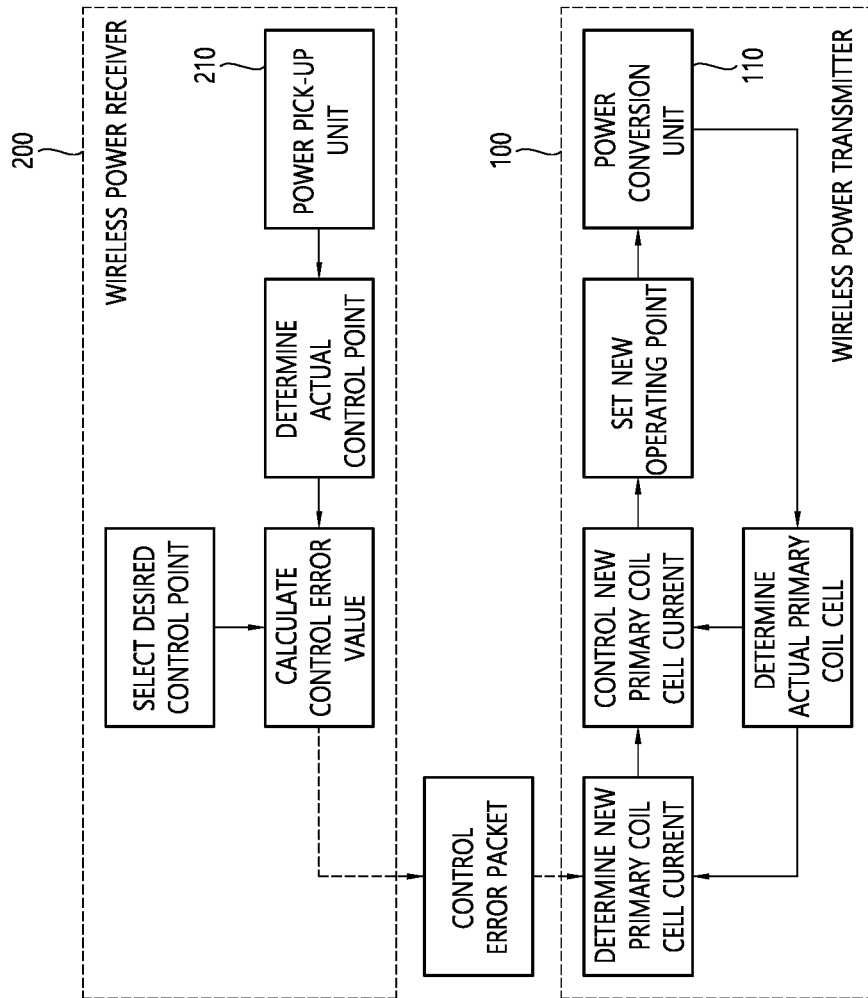 200
WIRELESS POWER RECEIVER
210
SELECT DESIRED
CONTROL POINT
CALCULATE
CONTROL ERROR
VALUE
DETERMINE
ACTUAL
CONTROL POINT
POWER PICK-UP
UNIT
CONTROL
ERROR PACKET
100
DETERMINE NEW
PRIMARY COIL
CELL CURRENT
CONTROL NEW
PRIMARY COIL
CELL CURRENT
SET NEW
OPERATING POINT
POWER
CONVERSION
UNIT
110
DETERMINE
ACTUAL PRIMARY
COIL CELL
WIRELESS POWER TRANSMITTER